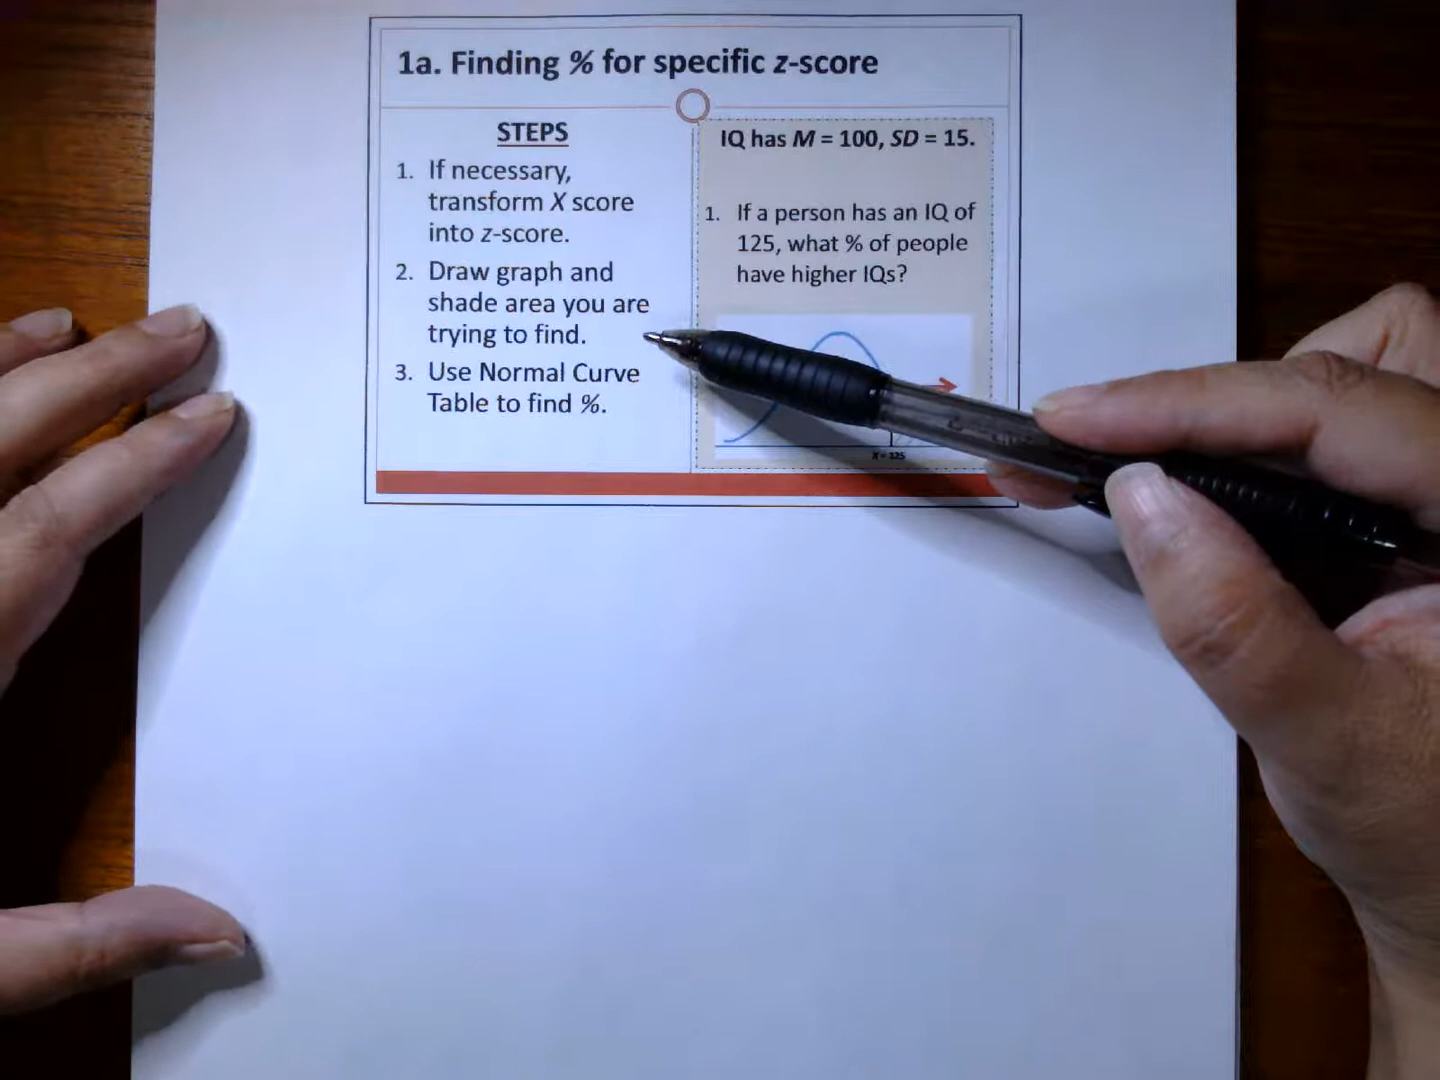 1a. Finding % for specific z-score
STEPS
1. If necessary,
transform X score
into z-score.
2. Draw graph and
shade area you are
trying to find.
3. Use Normal Curve
Table to find %.
IQ has M = 100, SD = 15.
1. If a person has an IQ of
125, what % of people
have higher IQs?
X = 125